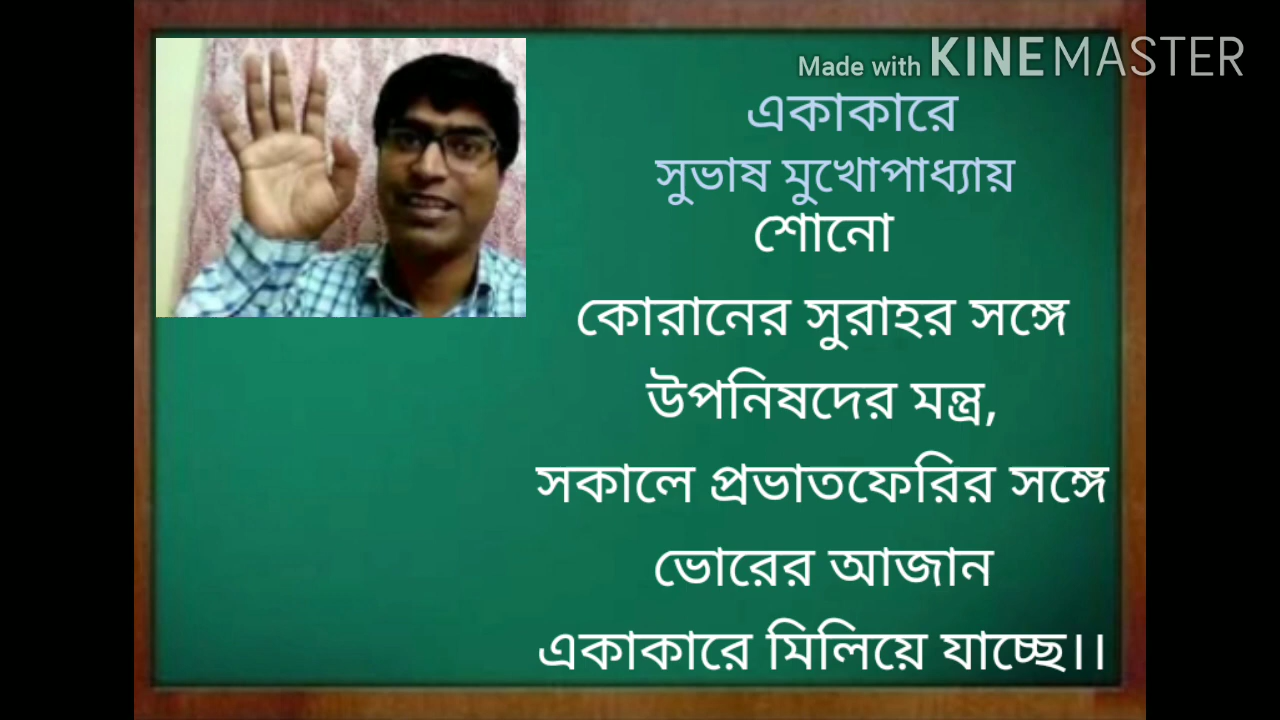 Made with KINEMASTER
একাকারে
সুভাষ মুখোপাধ্যায়
শোনো
কোরানের সুরাহর সঙ্গে
উপনিষদের মন্ত্র,
সকালে প্রভাতফেরির সঙ্গে
ভোরের আজান
একাকারে মিলিয়ে যাচ্ছে।।